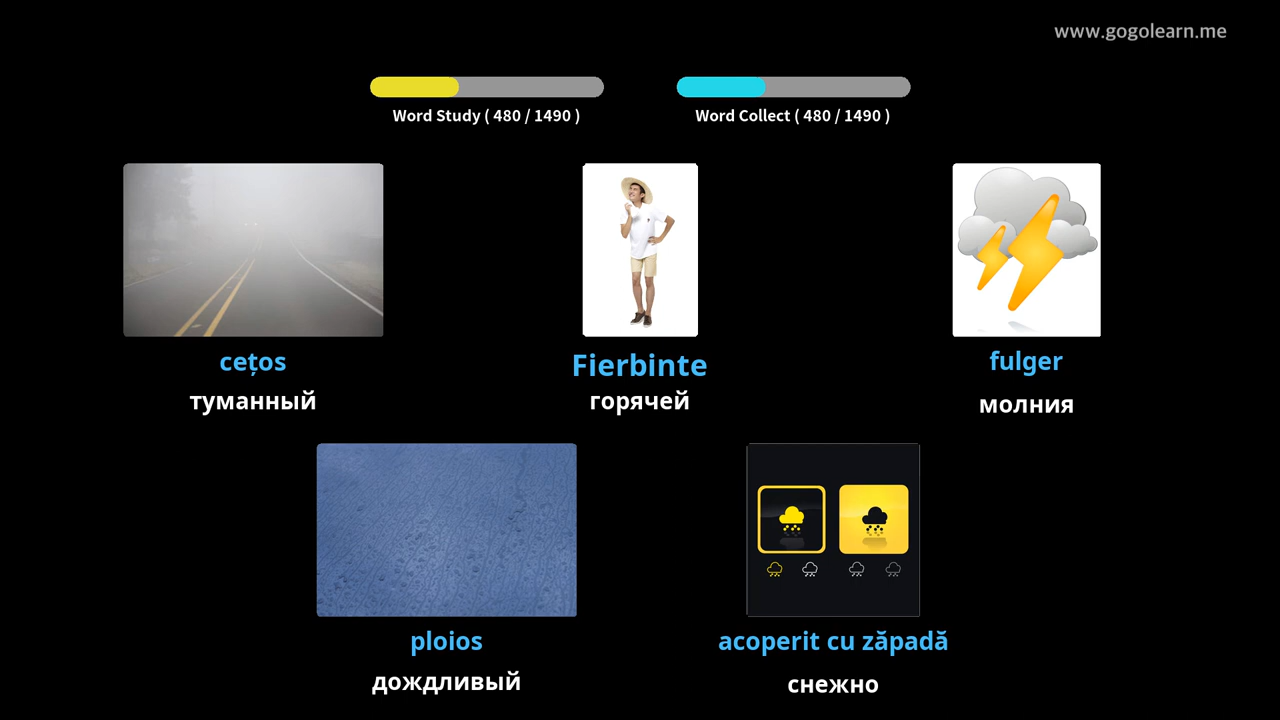 www.gogolearn.me
Word Study ( 480 / 1490 )
Word Collect ( 480 / 1490 )
cețos
Fierbinte
fulger
туманный
горячей
молния
ploios
acoperit cu zăpadă
дождливый
снежно